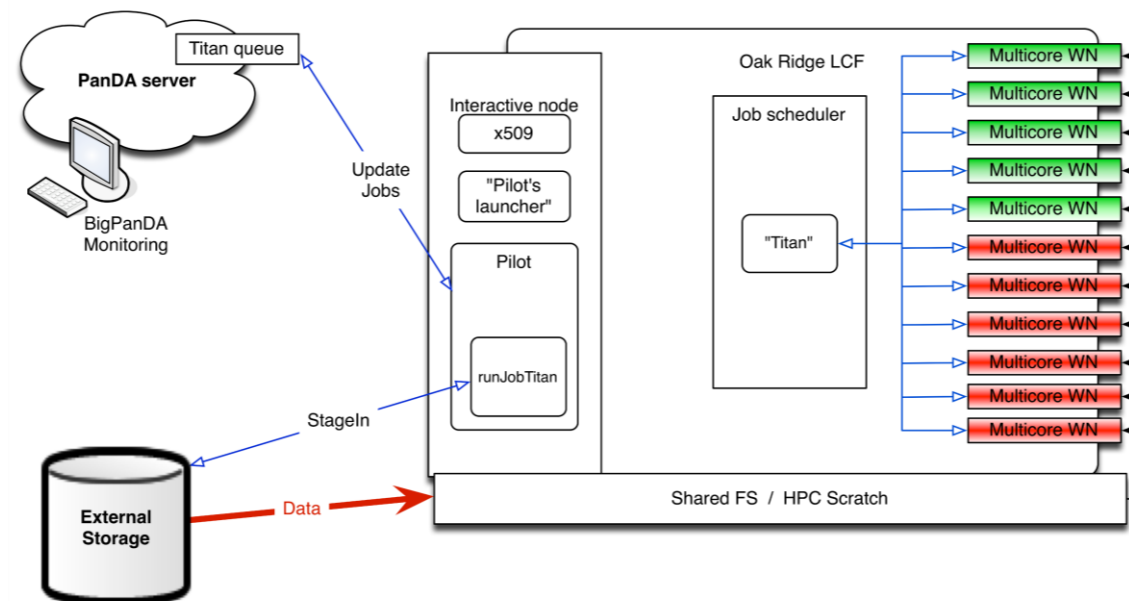 Titan queue
PanDA server
BigPanDA
Monitoring
Update
Jobs
StageIn
External
Storage
Data
Interactive node
x509
"Pilot's
launcher"
Pilot
runJobTitan
Oak Ridge LCF
Job scheduler
"Titan"
Multicore WN
Multicore WN
Multicore WN
Multicore WN
Multicore WN
Multicore WN
Multicore WN
Multicore WN
Multicore WN
Multicore WN
Multicore WN
Shared FS / HPC Scratch